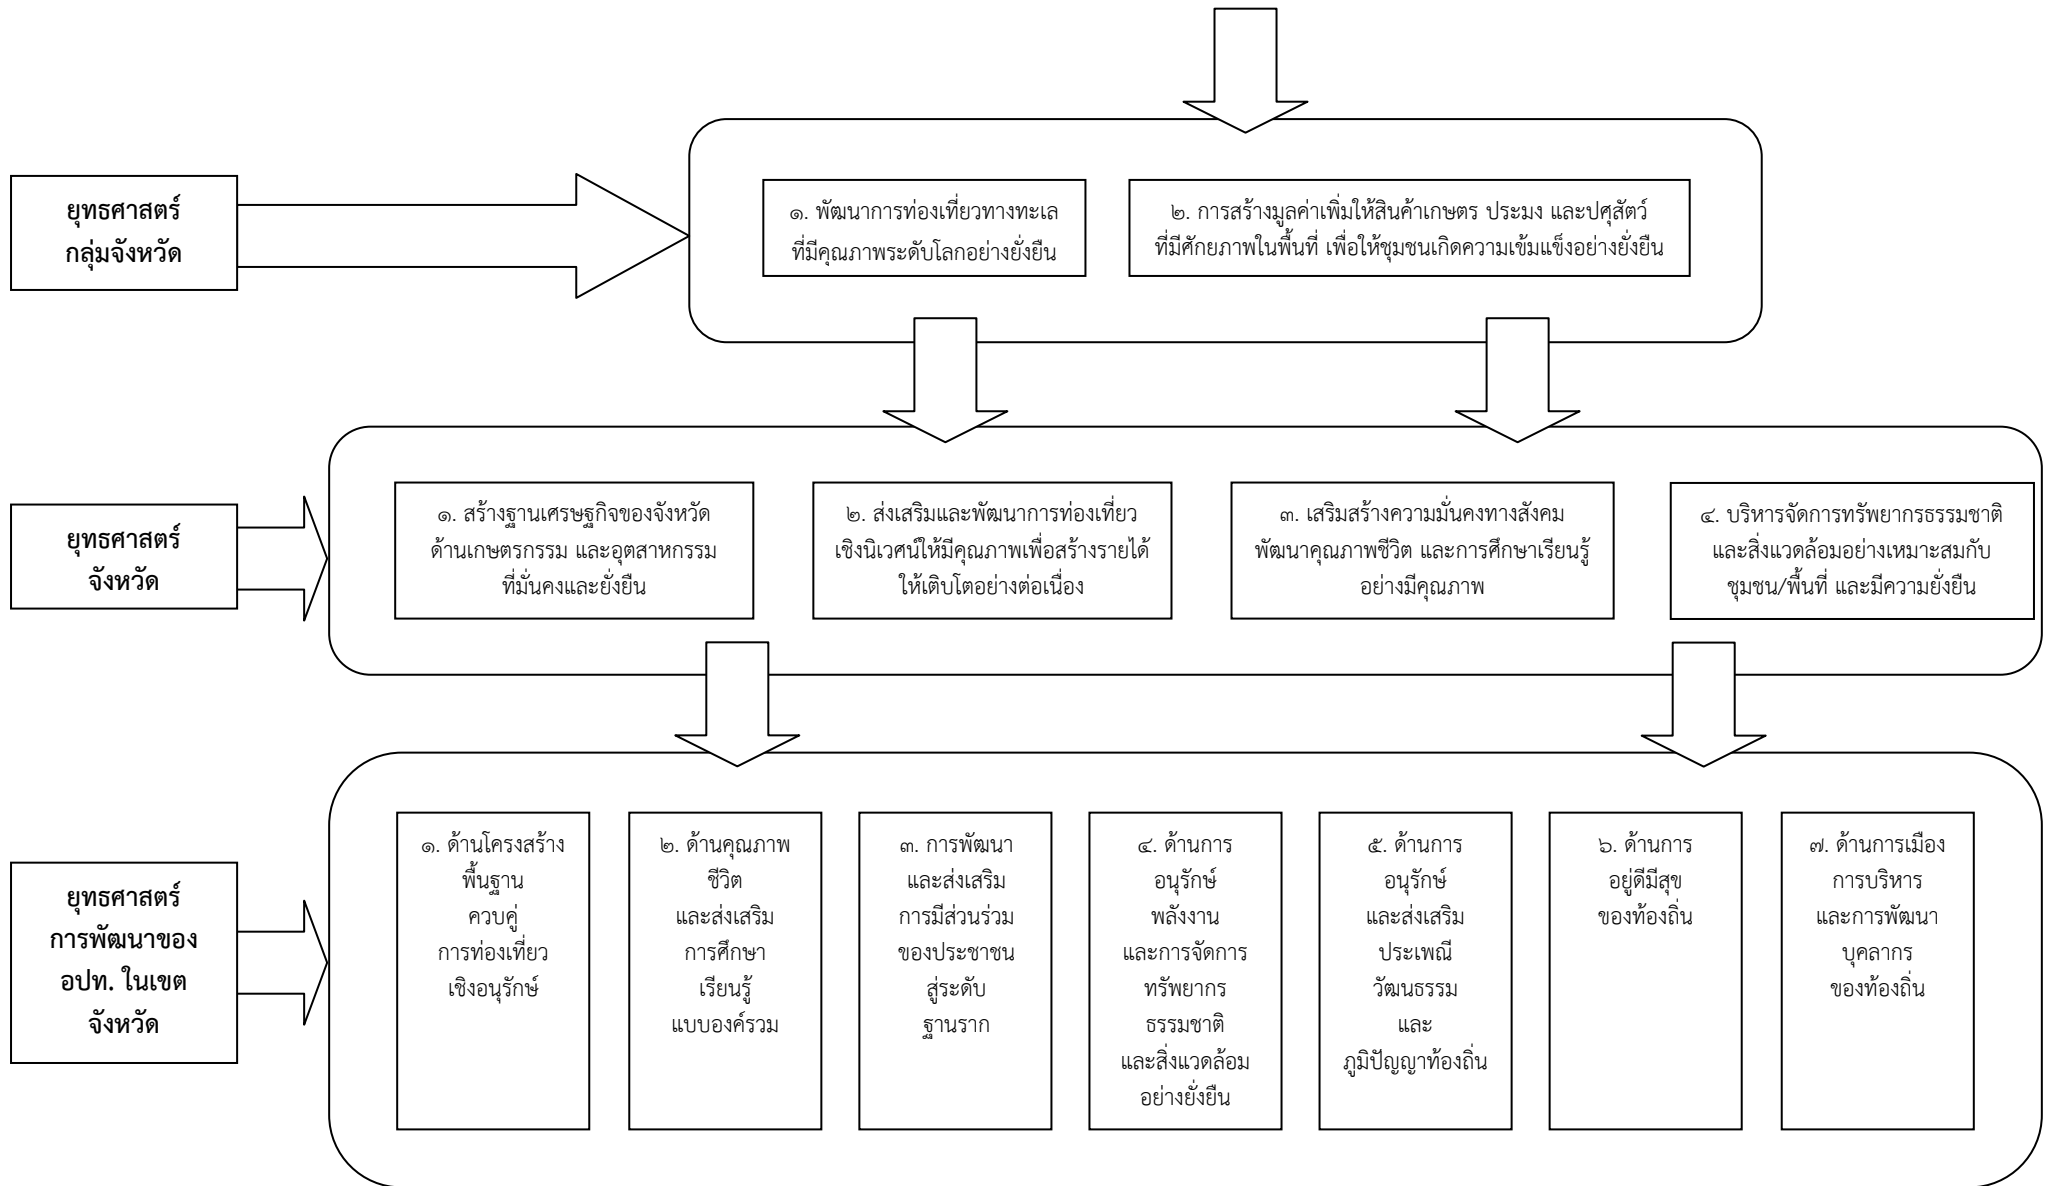 ยุทธศาสตร์
กลุ่มจังหวัด
๑. พัฒนาการท่องเที่ยวทางทะเล
ที่มีคุณภาพระดับโลกอย่างยั่งยืน
๒. การสร้างมูลค่าเพิ่มให้สินค้าเกษตร ประมง และปศุสัตว์
ที่มีศักยภาพในพื้นที่ เพื่อให้ชุมชนเกิดความเข้มแข็งอย่างยั่งยืน
ยุทธศาสตร์
จังหวัด
๑. สร้างฐานเศรษฐกิจของจังหวัด
ด้านเกษตรกรรม และอุตสาหกรรม
ที่มั่นคงและยั่งยืน
๒. ส่งเสริมและพัฒนาการท่องเที่ยว
เชิงนิเวศน์ให้มีคุณภาพเพื่อสร้างรายได้
ให้เติบโตอย่างต่อเนื่อง
๓. เสริมสร้างความมั่นคงทางสังคม
พัฒนาคุณภาพชีวิต และการศึกษาเรียนรู้
อย่างมีคุณภาพ
๔. บริหารจัดการทรัพยากรธรรมชาติ
และสิ่งแวดล้อมอย่างเหมาะสมกับ
ชุมชน/พื้นที่ และมีความยั่งยืน
ยุทธศาสตร์
การพัฒนาของ
อปท. ในเขต
จังหวัด
๑. ด้านโครงสร้าง
พื้นฐาน
ควบคู่
การท่องเที่ยว
เชิงอนุรักษ์
๒. ด้านคุณภาพ
ชีวิต
และส่งเสริม
การศึกษา
เรียนรู้
แบบองค์รวม
๓. การพัฒนา
และส่งเสริม
การมีส่วนร่วม
ของประชาชน
สู่ระดับ
ฐานราก
๔. ด้านการ
อนุรักษ์
พลังงาน
และการจัดการ
ทรัพยากร
ธรรมชาติ
และสิ่งแวดล้อม
อย่างยั่งยืน
๕. ด้านการ
อนุรักษ์
และส่งเสริม
ประเพณี
วัฒนธรรม
และ
ภูมิปัญญาท้องถิ่น
๖. ด้านการ
อยู่ดีมีสุข
ของท้องถิ่น
๗. ด้านการเมือง
การบริหาร
และการพัฒนา
บุคลากร
ของท้องถิ่น